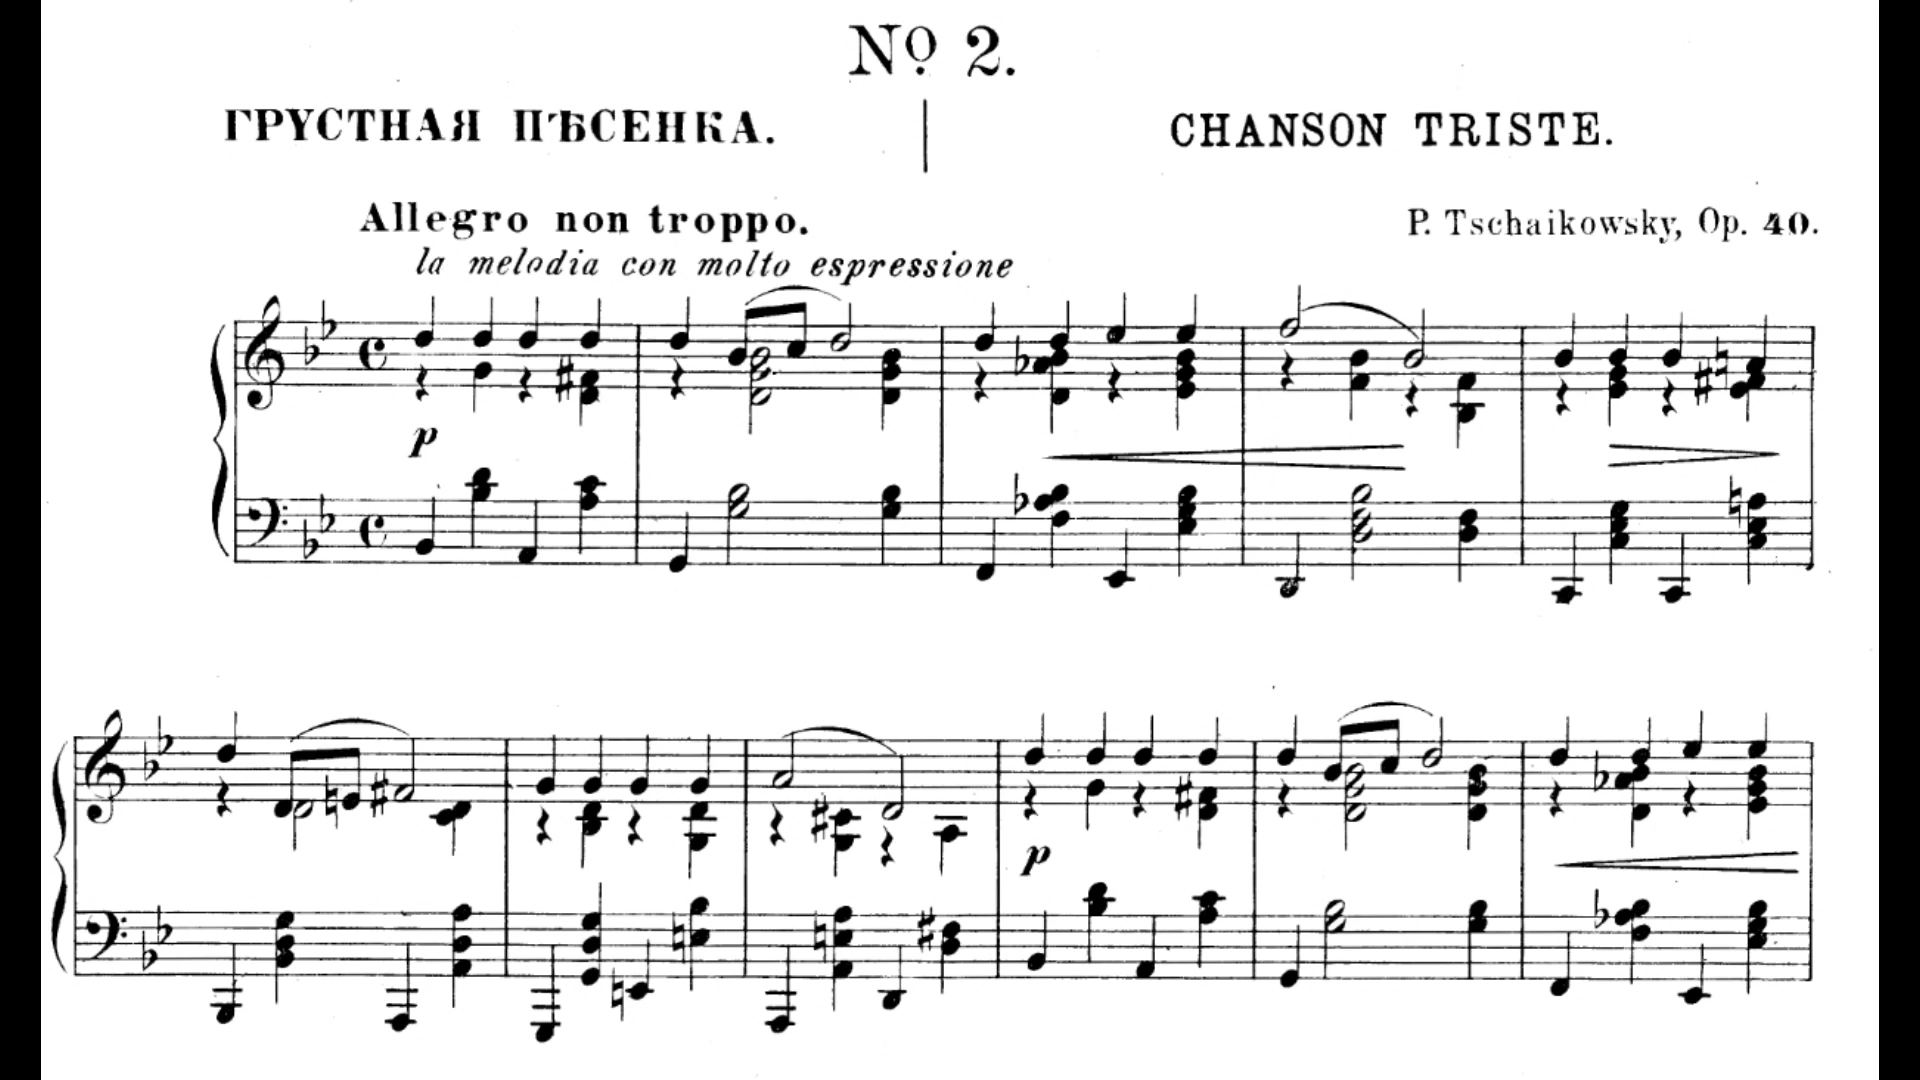 Nº 2.
ГРУСТНАЯ ПѢСЕНКА.
CHANSON TRISTE.
Allegro non troppo.
P. Tschaikowsky, Op. 40.
la melodia con molto espressione
p
p